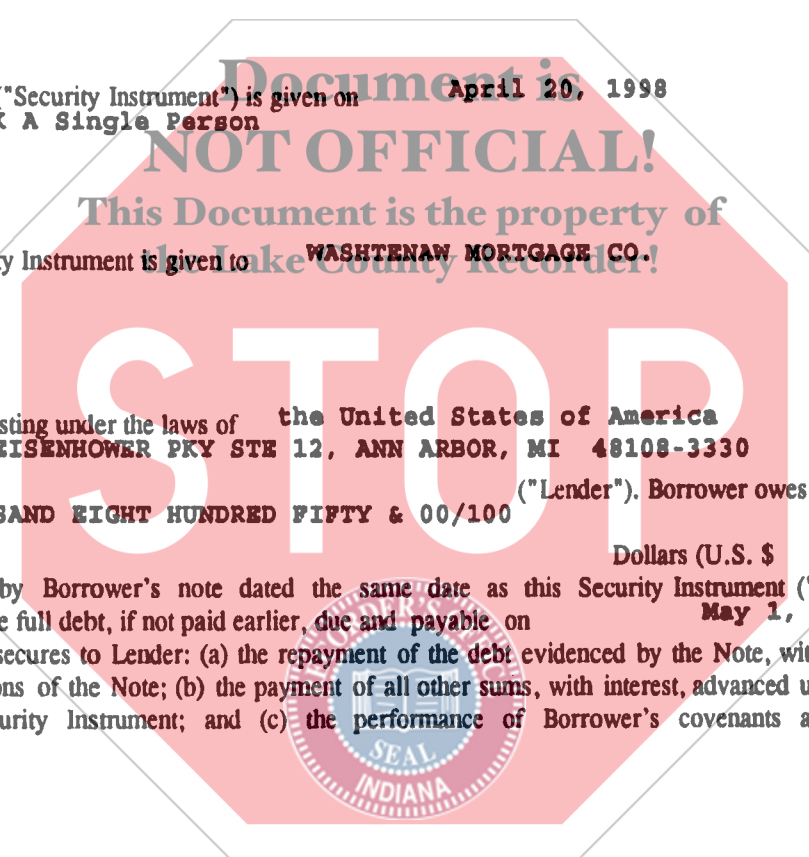 Document is
("Security Instrument") is given on April 20, 1998
A Single Person
NOT OFFICIAL!
This Document is the property of
the Lake County Recorder!
Instrument is given to WASHTENAW MORTGAGE CO.
STOP
under the laws of the United States of America
EISENHOWER PKY STE 12, ANN ARBOR, MI 48108-3330
("Lender"). Borrower owes
EIGHT HUNDRED FIFTY & 00/100
Dollars (U.S. $
by Borrower's note dated the same date as this Security Instrument ("
full debt, if not paid earlier, due and payable on May 1,
secures to Lender: (a) the repayment of the debt evidenced by the Note,
of the Note; (b) the payment of all other sums, with interest, advanced
Instrument; and (c) the performance of Borrower's covenants
RECORDER'S OFFICE
SEAL
INDIANA